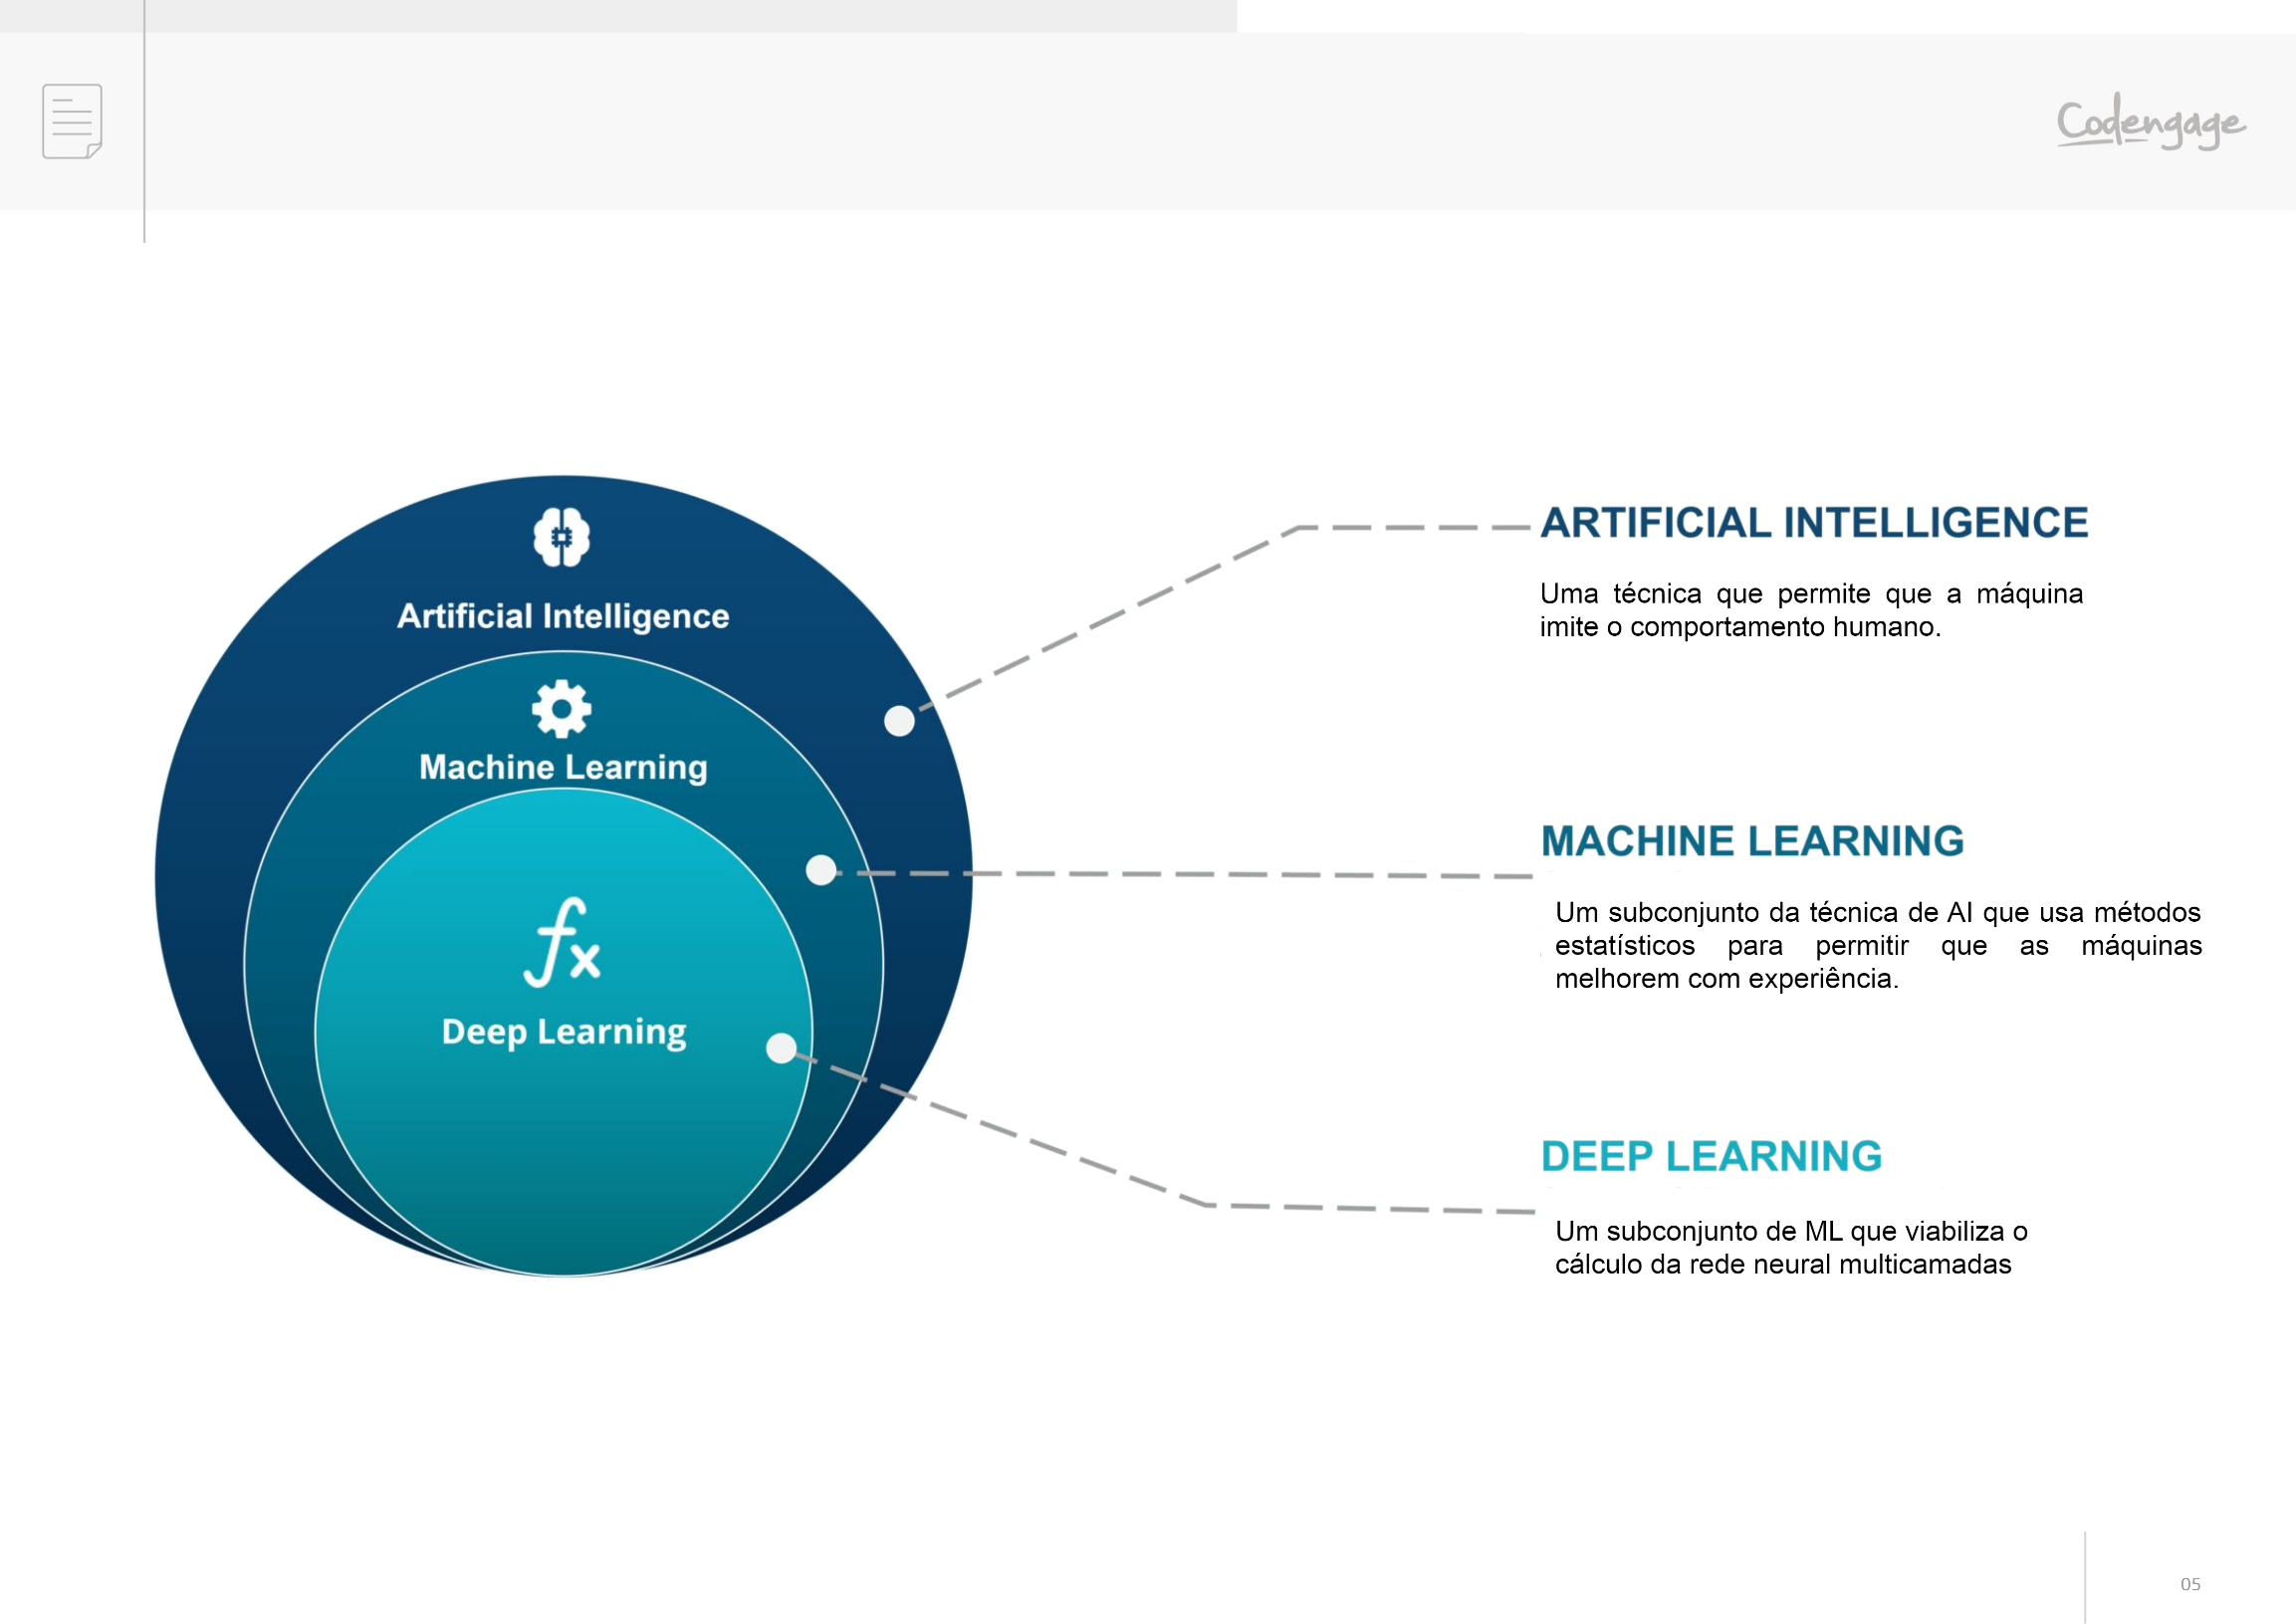 Codengage
Artificial Intelligence
Machine Learning
fx
Deep Learning
ARTIFICIAL INTELLIGENCE
Uma técnica que permite que a máquina
imite o comportamento humano.
MACHINE LEARNING
Um subconjunto da técnica de AI que usa métodos
estatísticos para permitir que as máquinas
melhorem com experiência.
DEEP LEARNING
Um subconjunto de ML que viabiliza o
cálculo da rede neural multicamadas
05